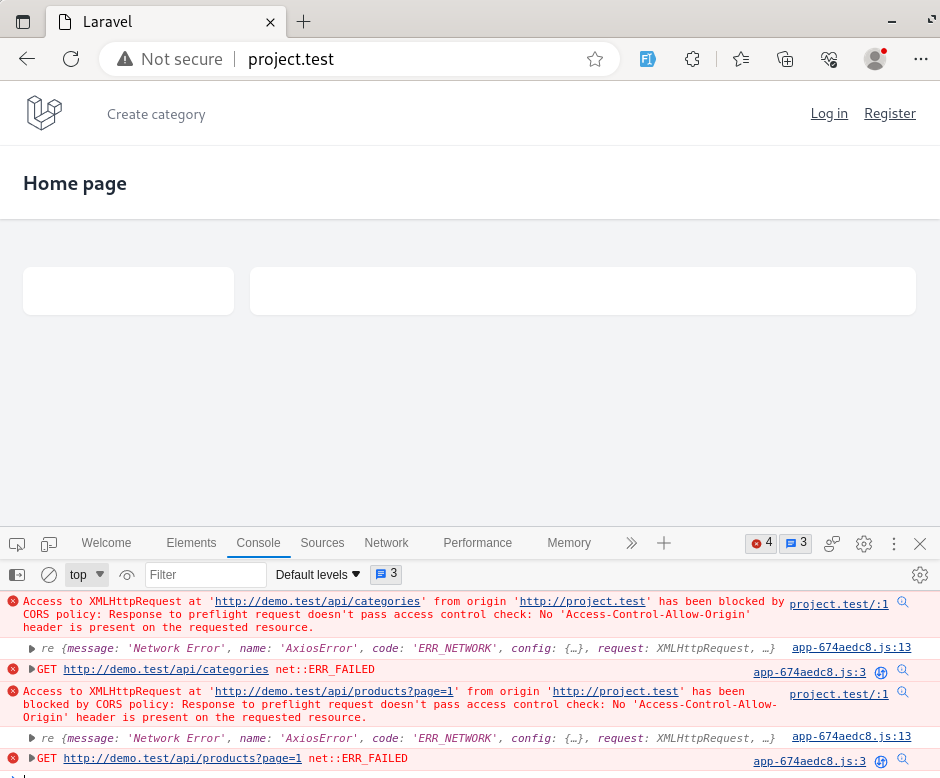 Laravel
Not secure project.test
Create category
Log in Register
Home page
Welcome Elements Console Sources Network Performance Memory 4 3
top Filter Default levels 3
Access to XMLHttpRequest at 'http://demo.test/api/categories' from origin 'http://project.test' has been blocked by project.test/:1
CORS policy: Response to preflight request doesn't pass access control check: No 'Access-Control-Allow-Origin'
header is present on the requested resource.
re {message: 'Network Error', name: 'AxiosError', code: 'ERR_NETWORK', config: {…}, request: XMLHttpRequest, …} app-674aedc8.js:13
GET http://demo.test/api/categories net::ERR_FAILED app-674aedc8.js:3
Access to XMLHttpRequest at 'http://demo.test/api/products?page=1' from origin 'http://project.test' has been project.test/:1
blocked by CORS policy: Response to preflight request doesn't pass access control check: No 'Access-Control-Allow-
Origin' header is present on the requested resource.
re {message: 'Network Error', name: 'AxiosError', code: 'ERR_NETWORK', config: {…}, request: XMLHttpRequest, …} app-674aedc8.js:13
GET http://demo.test/api/products?page=1 net::ERR_FAILED app-674aedc8.js:3